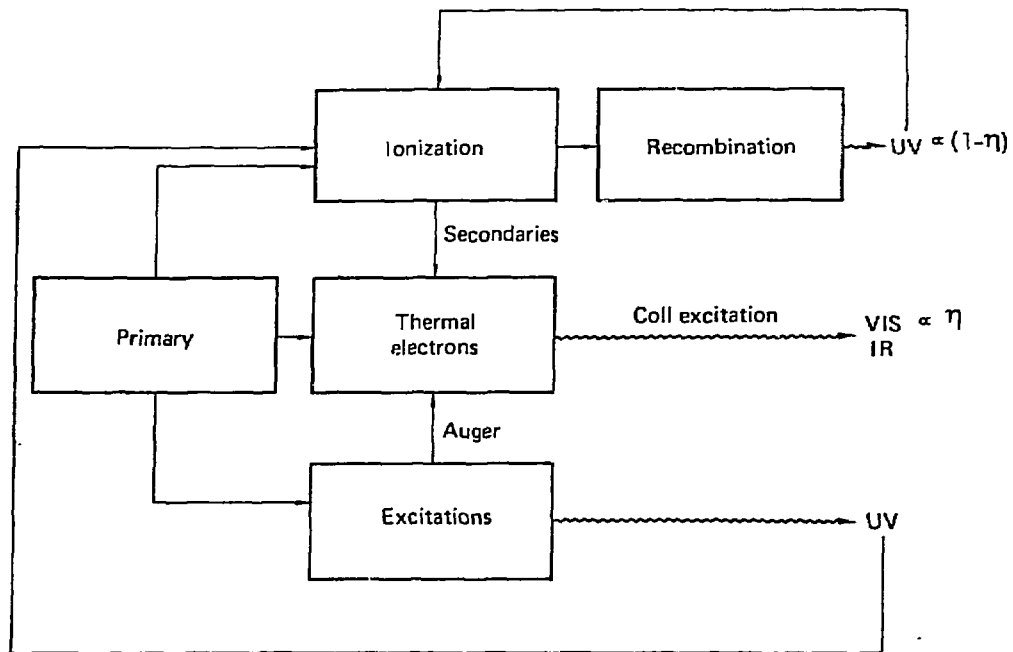 Ionization
Recombination
UV ∝ (1-η)
Secondaries
Primary
Thermal
electrons
Coll excitation
VIS ∝ η
IR
Auger
Excitations
UV